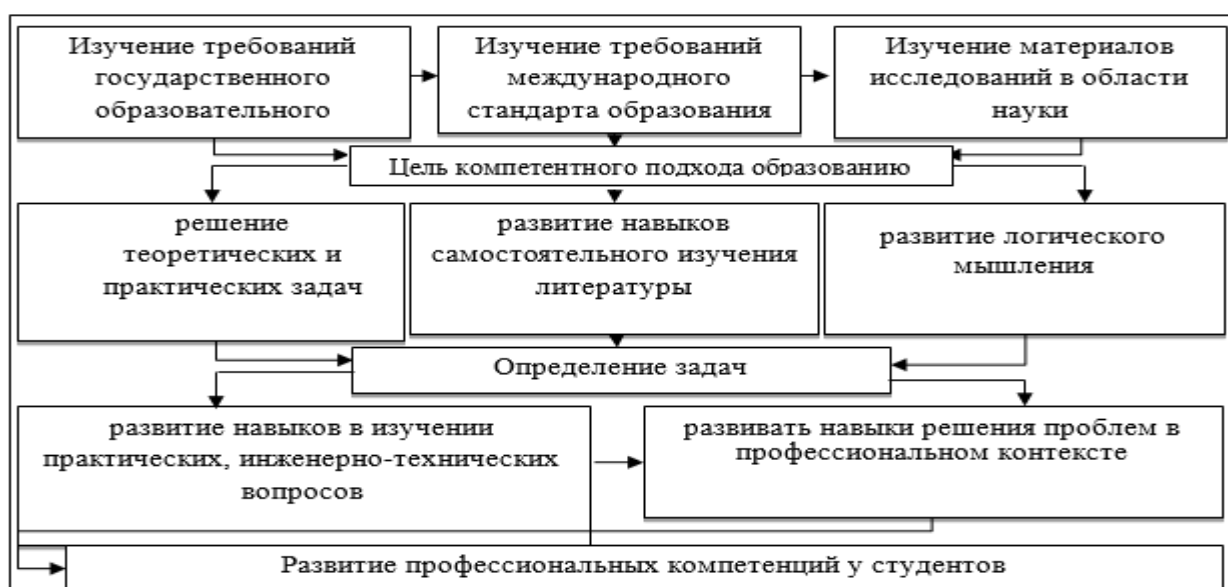 Изучение требований
государственного
образовательного
Изучение требований
международного
стандарта образования
Изучение материалов
исследований в области
науки
Цель компетентного подхода образованию
решение
теоретических и
практических задач
развитие навыков
самостоятельного изучения
литературы
развитие логического
мышления
Определение задач
развитие навыков в изучении
практических, инженерно-технических
вопросов
развивать навыки решения проблем в
профессиональном контексте
Развитие профессиональных компетенций у студентов